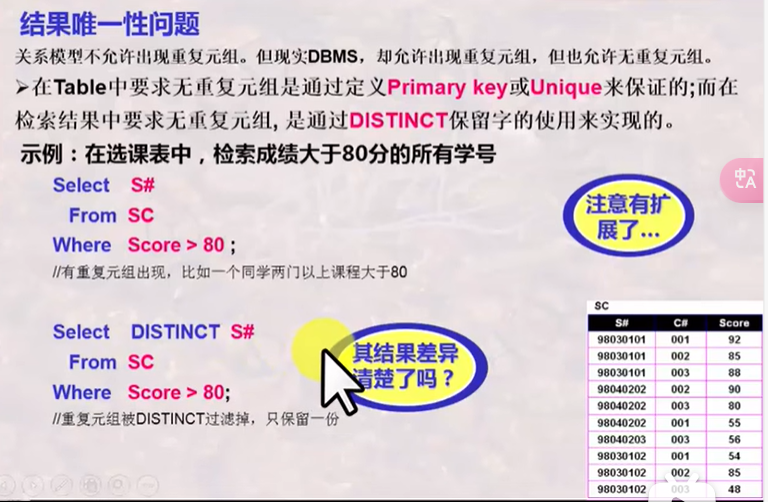 结果唯一性问题
关系模型不允许出现重复元组。但现实DBMS，却允许出现重复元组，但也允许无重复元组。
➢在Table中要求无重复元组是通过定义Primary key或Unique来保证的;而在
检索结果中要求无重复元组, 是通过DISTINCT保留字的使用来实现的。
示例：在选课表中，检索成绩大于80分的所有学号
Select S#
From SC
Where Score > 80 ;
//有重复元组出现，比如一个同学两门以上课程大于80
注意有扩
展了...
中A
Select DISTINCT S#
From SC
Where Score > 80;
//重复元组被DISTINCT过滤掉，只保留一份
其结果差异
清楚了吗？
SC
S# C# Score
98030101 001 92
98030101 002 85
98030101 003 88
98040202 002 90
98040202 003 80
98040202 001 55
98040203 003 56
98030102 001 54
98030102 002 85
98030102 003 48